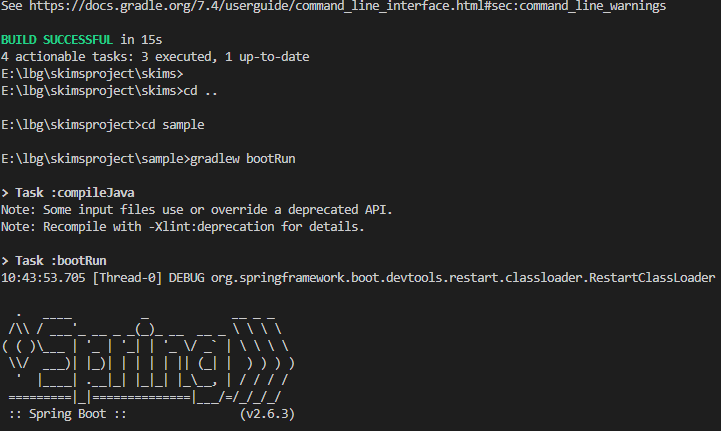 See https://docs.gradle.org/7.4/userguide/command_line_interface.html#sec:command_line_warnings
BUILD SUCCESSFUL in 15s
4 actionable tasks: 3 executed, 1 up-to-date
E:\lbg\skimsproject\skims>
E:\lbg\skimsproject\skims>cd ..
E:\lbg\skimsproject>cd sample
E:\lbg\skimsproject\sample>gradlew bootRun
> Task :compileJava
Note: Some input files use or override a deprecated API.
Note: Recompile with -Xlint:deprecation for details.
> Task :bootRun
10:43:53.705 [Thread-0] DEBUG org.springframework.boot.devtools.restart.classloader.RestartClassLoader
  .   ____          _            __ _ _
 /\\ / ___'_ __ _ _(_)_ __  __ _ \ \ \ \
( ( )\___ | '_ | '_| | '_ \/ _` | \ \ \ \
 \\/  ___)| |_)| | | | | || (_| |  ) ) ) )
  '  |____| .__|_| |_|_| |_\__, | / / / /
 =========|_|==============|___/=/_/_/_/
 :: Spring Boot ::                (v2.6.3)